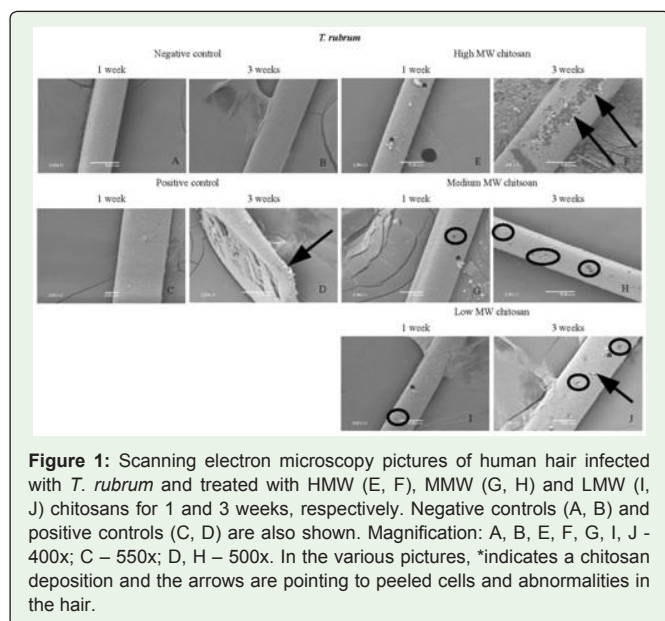 T. rubrum
Negative control
High MW chitosan
1 week
3 weeks
1 week
3 weeks
A
B
E
F
Positive control
Medium MW chitsoan
1 week
3 weeks
1 week
3 weeks
C
D
G
H
Low MW chitosan
1 week
3 weeks
I
J
Figure 1: Scanning electron microscopy pictures of human hair infected
with T. rubrum and treated with HMW (E, F), MMW (G, H) and LMW (I,
J) chitosans for 1 and 3 weeks, respectively. Negative controls (A, B) and
positive controls (C, D) are also shown. Magnification: A, B, E, F, G, I, J -
400x; C – 550x; D, H – 500x. In the various pictures, *indicates a chitosan
deposition and the arrows are pointing to peeled cells and abnormalities in
the hair.